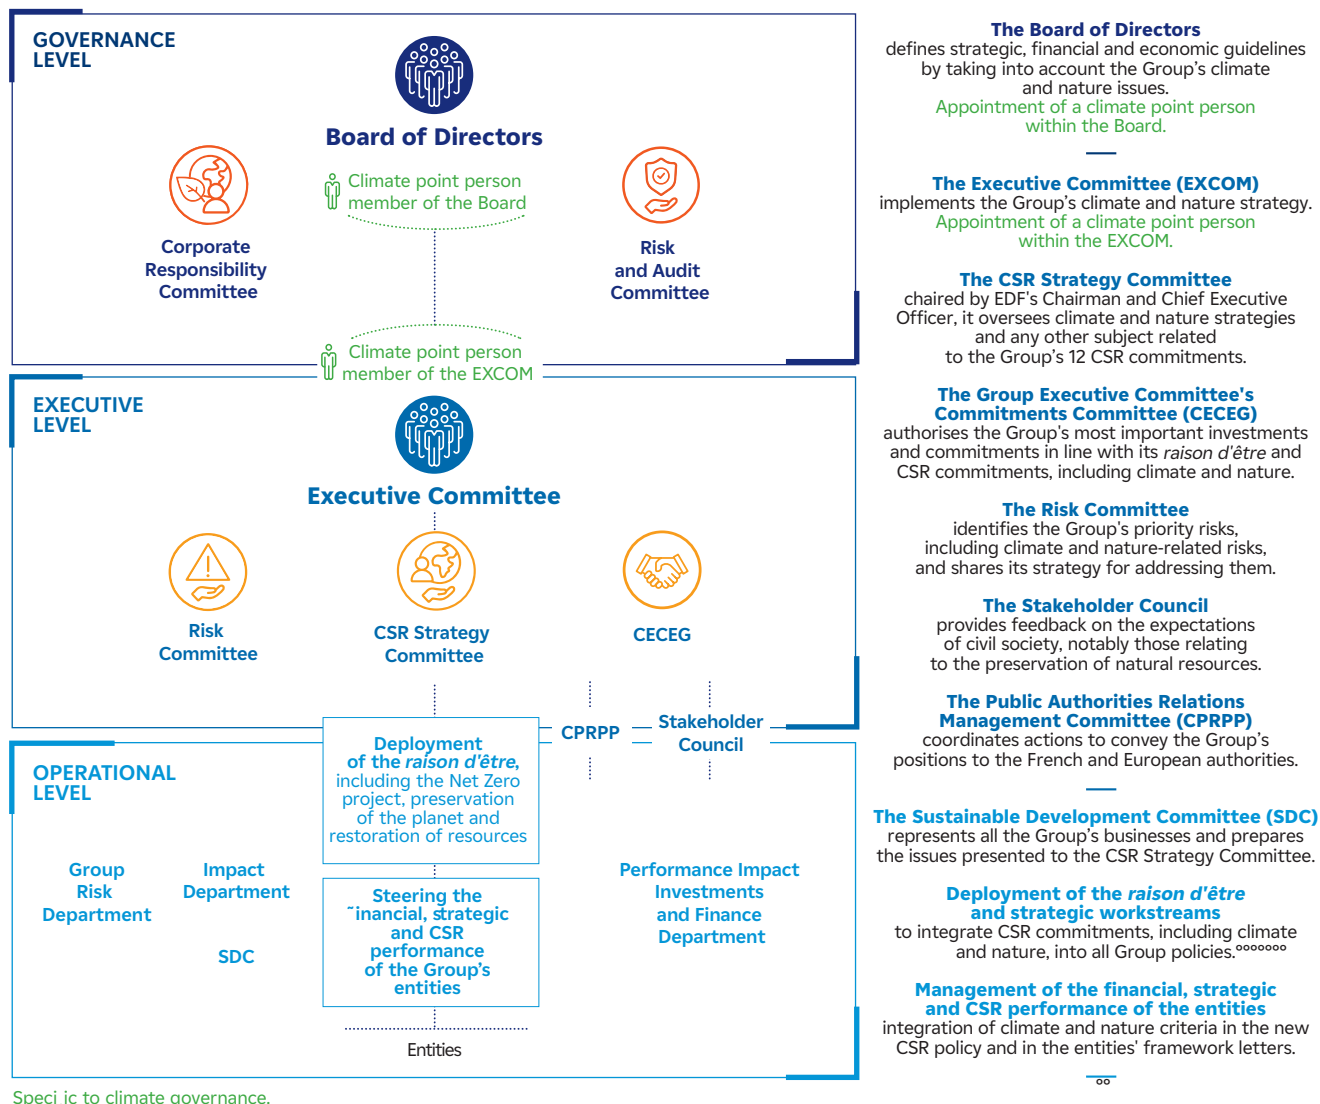 GOVERNANCE
LEVEL
Board of Directors
Climate point person
member of the Board
Corporate
Responsibility
Committee
Risk
and Audit
Committee
Climate point person
member of the EXCOM
EXECUTIVE
LEVEL
Executive Committee
Risk
Committee
CSR Strategy
Committee
CECEG
CPRPP
Stakeholder
Council
OPERATIONAL
LEVEL
Deployment
of the raison d'être,
including the Net Zero
project, preservation
of the planet and
restoration of resources
Group
Risk
Department
Impact
Department
SDC
Steering the
˜inancial, strategic
and CSR
performance
of the Group's
entities
Performance Impact
Investments
and Finance
Department
Entities
Speci ic to climate governance.
The Board of Directors
defines strategic, financial and economic guidelines
by taking into account the Group's climate
and nature issues.
Appointment of a climate point person
within the Board.
The Executive Committee (EXCOM)
implements the Group's climate and nature strategy.
Appointment of a climate point person
within the EXCOM.
The CSR Strategy Committee
chaired by EDF's Chairman and Chief Executive
Officer, it oversees climate and nature strategies
and any other subject related
to the Group's 12 CSR commitments.
The Group Executive Committee's
Commitments Committee (CECEG)
authorises the Group's most important investments
and commitments in line with its raison d'être and
CSR commitments, including climate and nature.
The Risk Committee
identifies the Group's priority risks,
including climate and nature-related risks,
and shares its strategy for addressing them.
The Stakeholder Council
provides feedback on the expectations
of civil society, notably those relating
to the preservation of natural resources.
The Public Authorities Relations
Management Committee (CPRPP)
coordinates actions to convey the Group's
positions to the French and European authorities.
The Sustainable Development Committee (SDC)
represents all the Group's businesses and prepares
the issues presented to the CSR Strategy Committee.
Deployment of the raison d'être
and strategic workstreams
to integrate CSR commitments, including climate
and nature, into all Group policies.°°°°°°°
Management of the financial, strategic
and CSR performance of the entities
integration of climate and nature criteria in the new
CSR policy and in the entities' framework letters.
°°